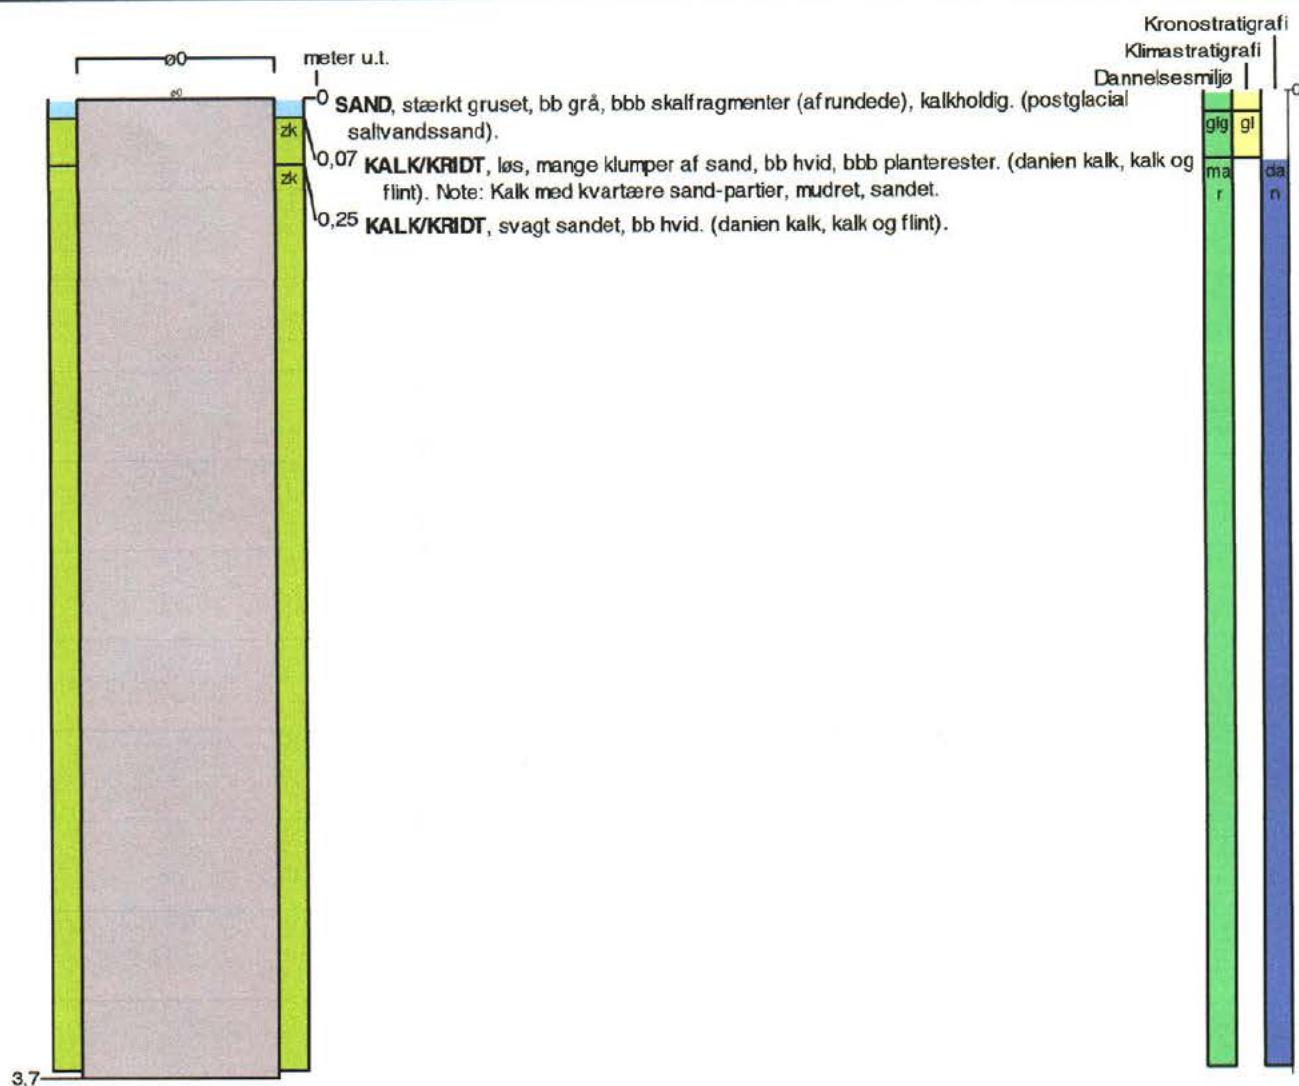 Kronostratigrafi
Klimastratigrafi
Dannelsesmiljø
ø0 meter u.t.
ø0
0 SAND, stærkt gruset, bb grå, bbb skalfragmenter (afrundede), kalkholdig. (postglacial
saltvandssand).
0,07 KALK/KRIDT, løs, mange klumper af sand, bb hvid, bbb planterester. (danien kalk, kalk og
flint). Note: Kalk med kvartære sand-partier, mudret, sandet.
0,25 KALK/KRIDT, svagt sandet, bb hvid. (danien kalk, kalk og flint).
zk
zk
0
glg gl
ma da
r n
3.7